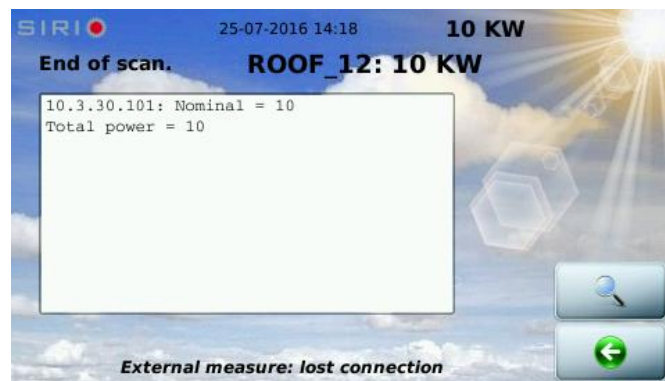 SIRIO
25-07-2016 14:18
10 KW
End of scan.
ROOF_12: 10 KW
10.3.30.101: Nominal = 10
Total power = 10
External measure: lost connection